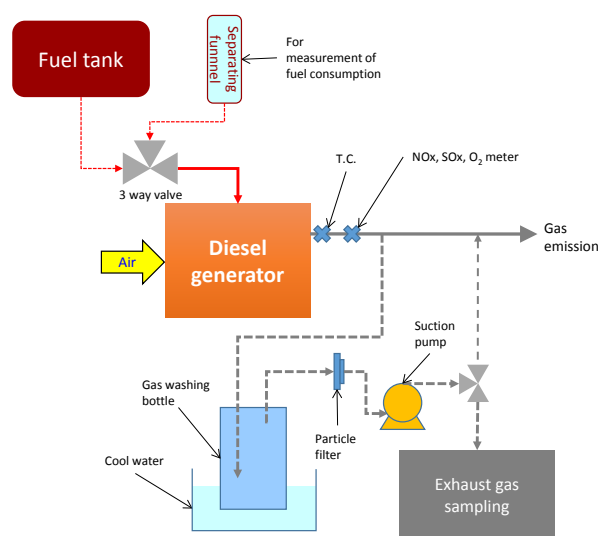 Fuel tank
Separating
funnnel
For
measurement of
fuel consumption
3 way valve
T.C.
NOx, SOx, O₂ meter
Gas
emission
Air
Diesel
generator
Suction
pump
Gas washing
bottle
Particle
filter
Cool water
Exhaust gas
sampling